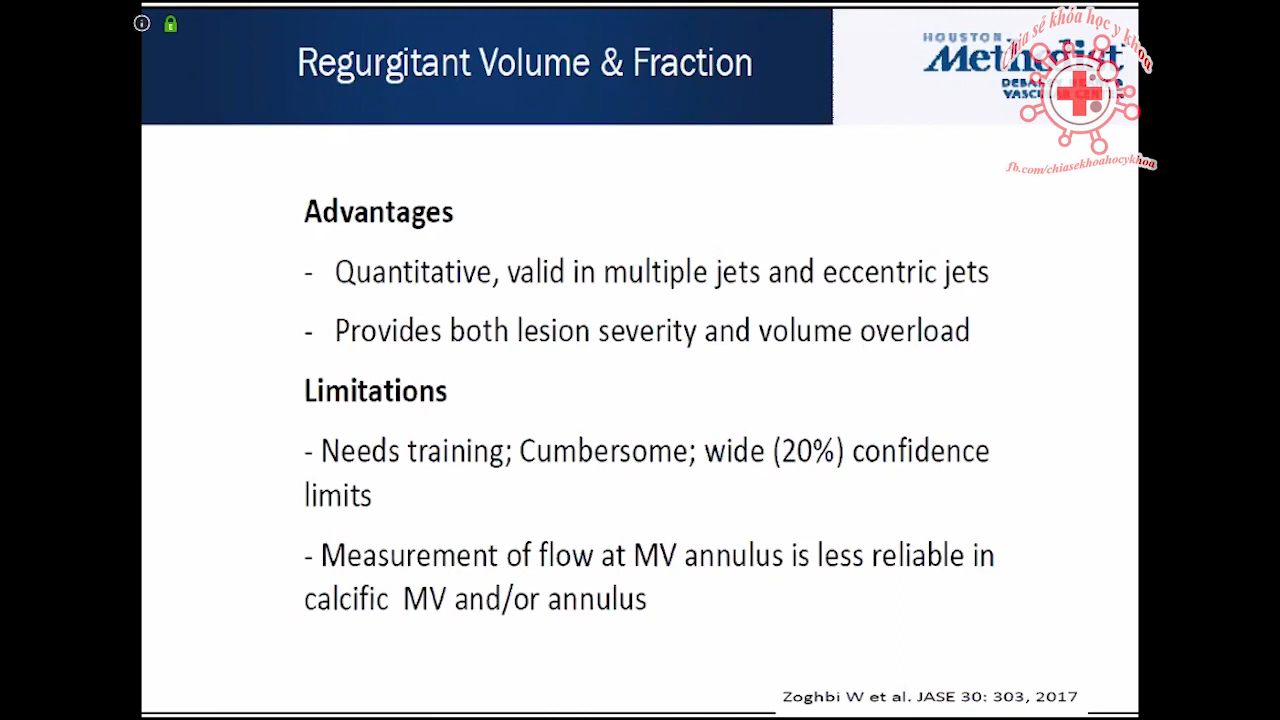 Regurgitant Volume & Fraction
HOUSTON
Methodist
DEBAKEY
VASC
Chia sẻ khóa học y khoa
fb.com/chiasekhoahocykhoa
Advantages
- Quantitative, valid in multiple jets and eccentric jets
- Provides both lesion severity and volume overload
Limitations
- Needs training; Cumbersome; wide (20%) confidence
limits
- Measurement of flow at MV annulus is less reliable in
calcific MV and/or annulus
Zoghbi W et al. JASE 30: 303, 2017